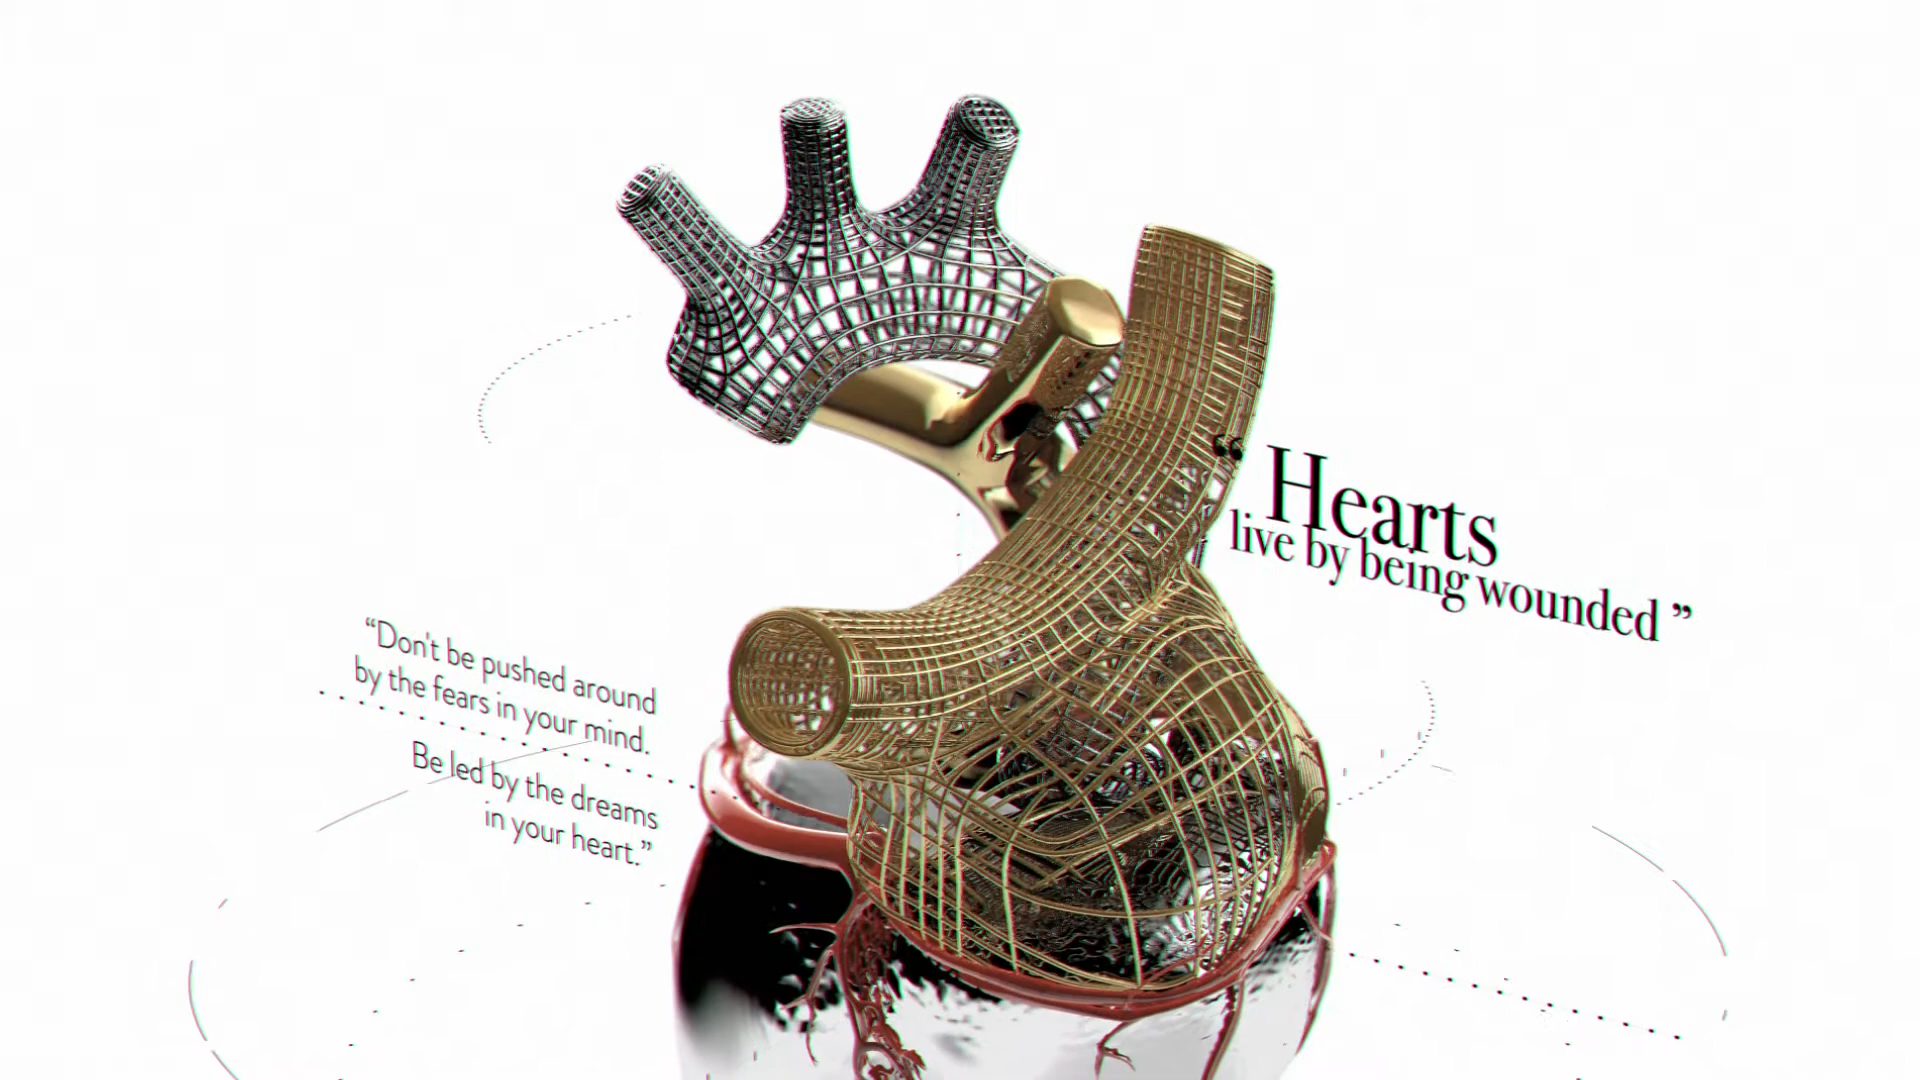 “Hearts
live by being wounded”
“Don't be pushed around
by the fears in your mind.
Be led by the dreams
in your heart.”